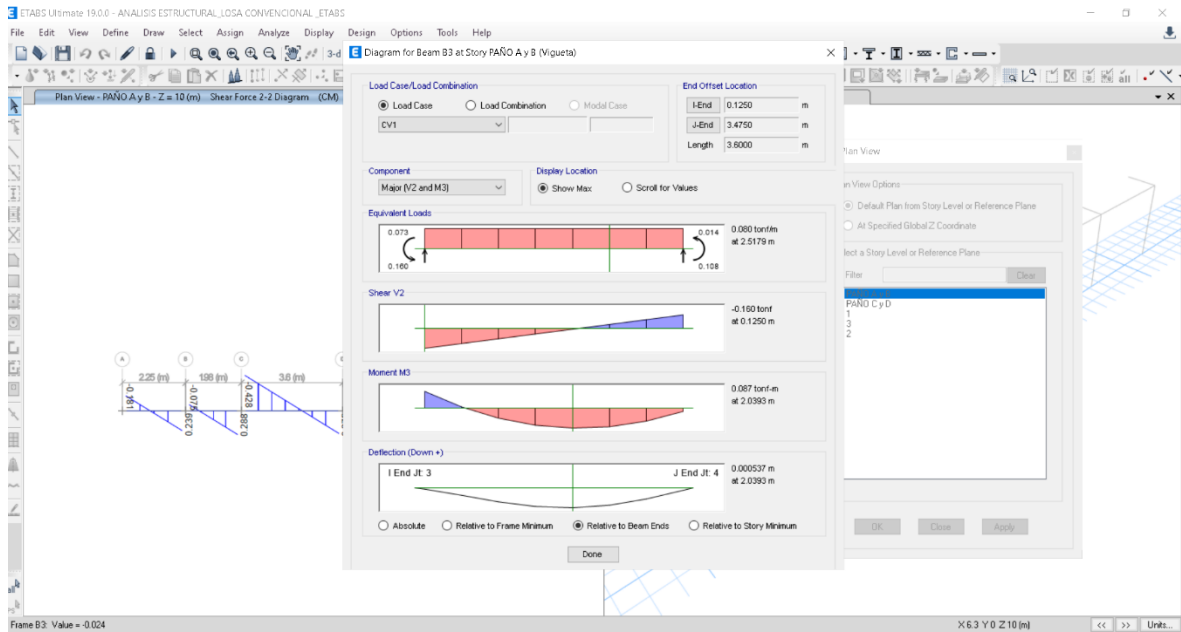 ETABS Ultimate 19.0.0 - ANALISIS ESTRUCTURAL_LOSA CONVENCIONAL _ETABS
File Edit View Define Draw Select Assign Analyze Display Design Options Tools Help
3-d
Plan View - PAÑO A y B - Z = 10 (m) Shear Force 2-2 Diagram (CM)
Diagram for Beam B3 at Story PAÑO A y B (Vigueta)
Load Case/Load Combination
Load Case Load Combination Modal Case
CV1
End Offset Location
I-End 0.1250 m
J-End 3.4750 m
Length 3.6000 m
Component
Major (V2 and M3)
Display Location
Show Max Scroll for Values
Equivalent Loads
0.073 0.014
0.160 0.108
0.080 tonf/m
at 2.5179 m
Shear V2
-0.160 tonf
at 0.1250 m
Moment M3
0.087 tonf-m
at 2.0393 m
Deflection (Down +)
I End Jt: 3 J End Jt: 4
0.000537 m
at 2.0393 m
Absolute Relative to Frame Minimum Relative to Beam Ends Relative to Story Minimum
Done
A B C
2.25 (m) 1.98 (m) 3.6 (m)
-0.181
0.239
0.288
-0.428
Plan View
n View Options
Default Plan from Story Level or Reference Plane
At Specified Global Z Coordinate
lect a Story Level or Reference Plane
Filter Clear
PAÑO C y D
1
3
2
OK Close Apply
all
Frame B3: Value = -0.024
X 6.3 Y 0 Z 10 (m)
<< >> Units...